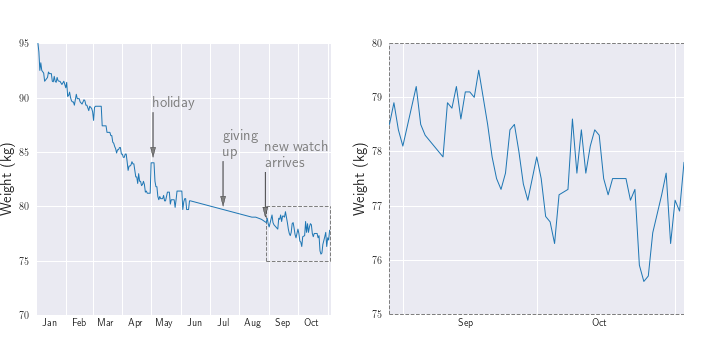 95
90
85
80
75
70
Weight (kg)
holiday
giving
up
new watch
arrives
Jan Feb Mar Apr May Jun Jul Aug Sep Oct
80
79
78
77
76
75
Weight (kg)
Sep Oct